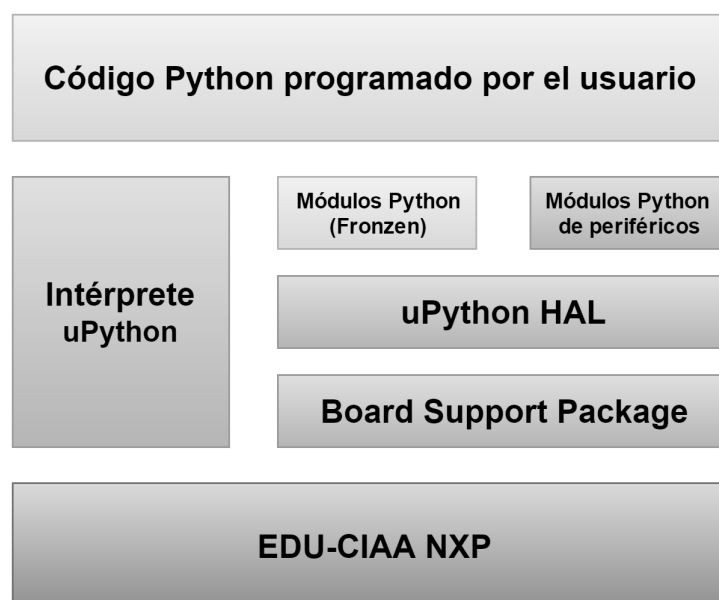 Código Python programado por el usuario
Intérprete
uPython
Módulos Python
(Fronzen)
Módulos Python
de periféricos
uPython HAL
Board Support Package
EDU-CIAA NXP